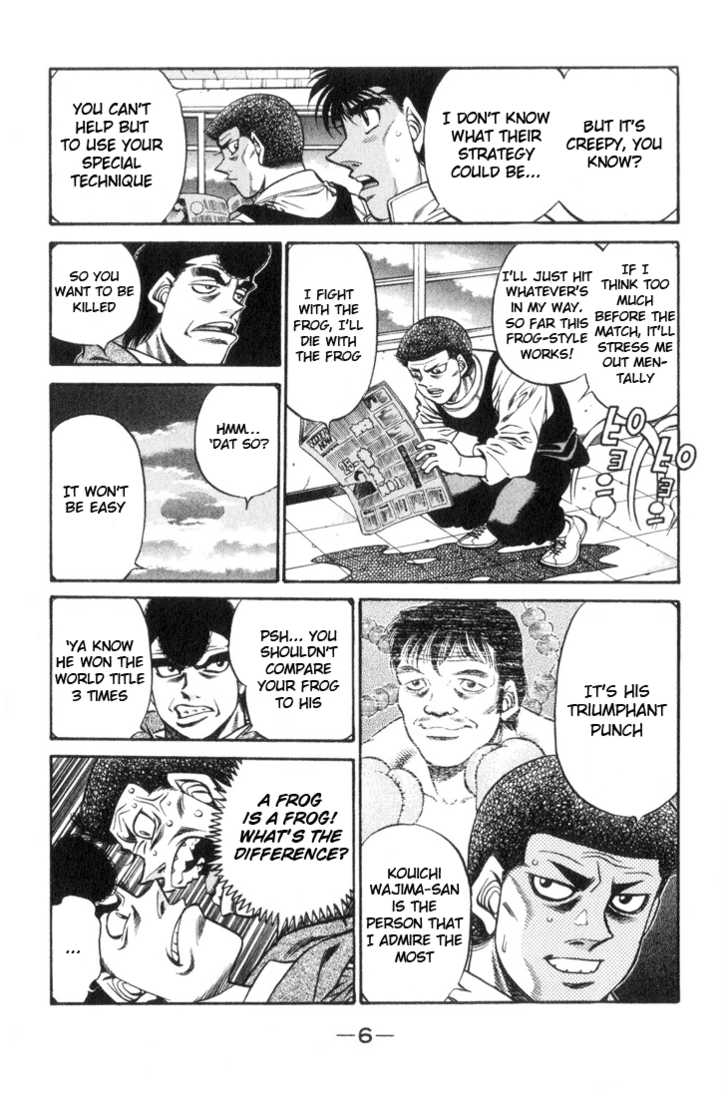 BUT IT'S
CREEPY, YOU
KNOW?
I DON'T KNOW
WHAT THEIR
STRATEGY
COULD BE...
YOU CAN'T
HELP BUT
TO USE YOUR
SPECIAL
TECHNIQUE
IF I
THINK TOO
MUCH
BEFORE THE
MATCH, IT'LL
STRESS ME
OUT MEN-
TALLY
I'LL JUST HIT
WHATEVER'S
IN MY WAY.
SO FAR THIS
FROG-STYLE
WORKS!
I FIGHT
WITH THE
FROG, I'LL
DIE WITH
THE FROG
SO YOU
WANT TO BE
KILLED
HMM...
'DAT SO?
IT WON'T
BE EASY
IT'S HIS
TRIUMPHANT
PUNCH
KOUICHI
WAJIMA-SAN
IS THE
PERSON THAT
I ADMIRE THE
MOST
PSH... YOU
SHOULDN'T
COMPARE
YOUR FROG
TO HIS
'YA KNOW
HE WON THE
WORLD TITLE
3 TIMES
A FROG
IS A FROG!
WHAT'S THE
DIFFERENCE?
...
—6—